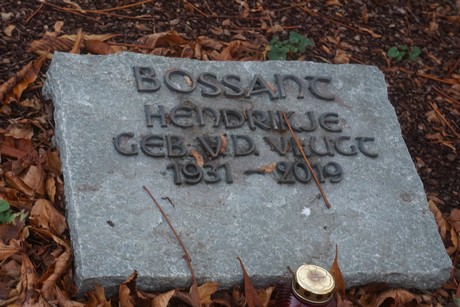 BOSSANT
HENDRIKJE
GEB. V.D. VLUGT
1931 - 2019